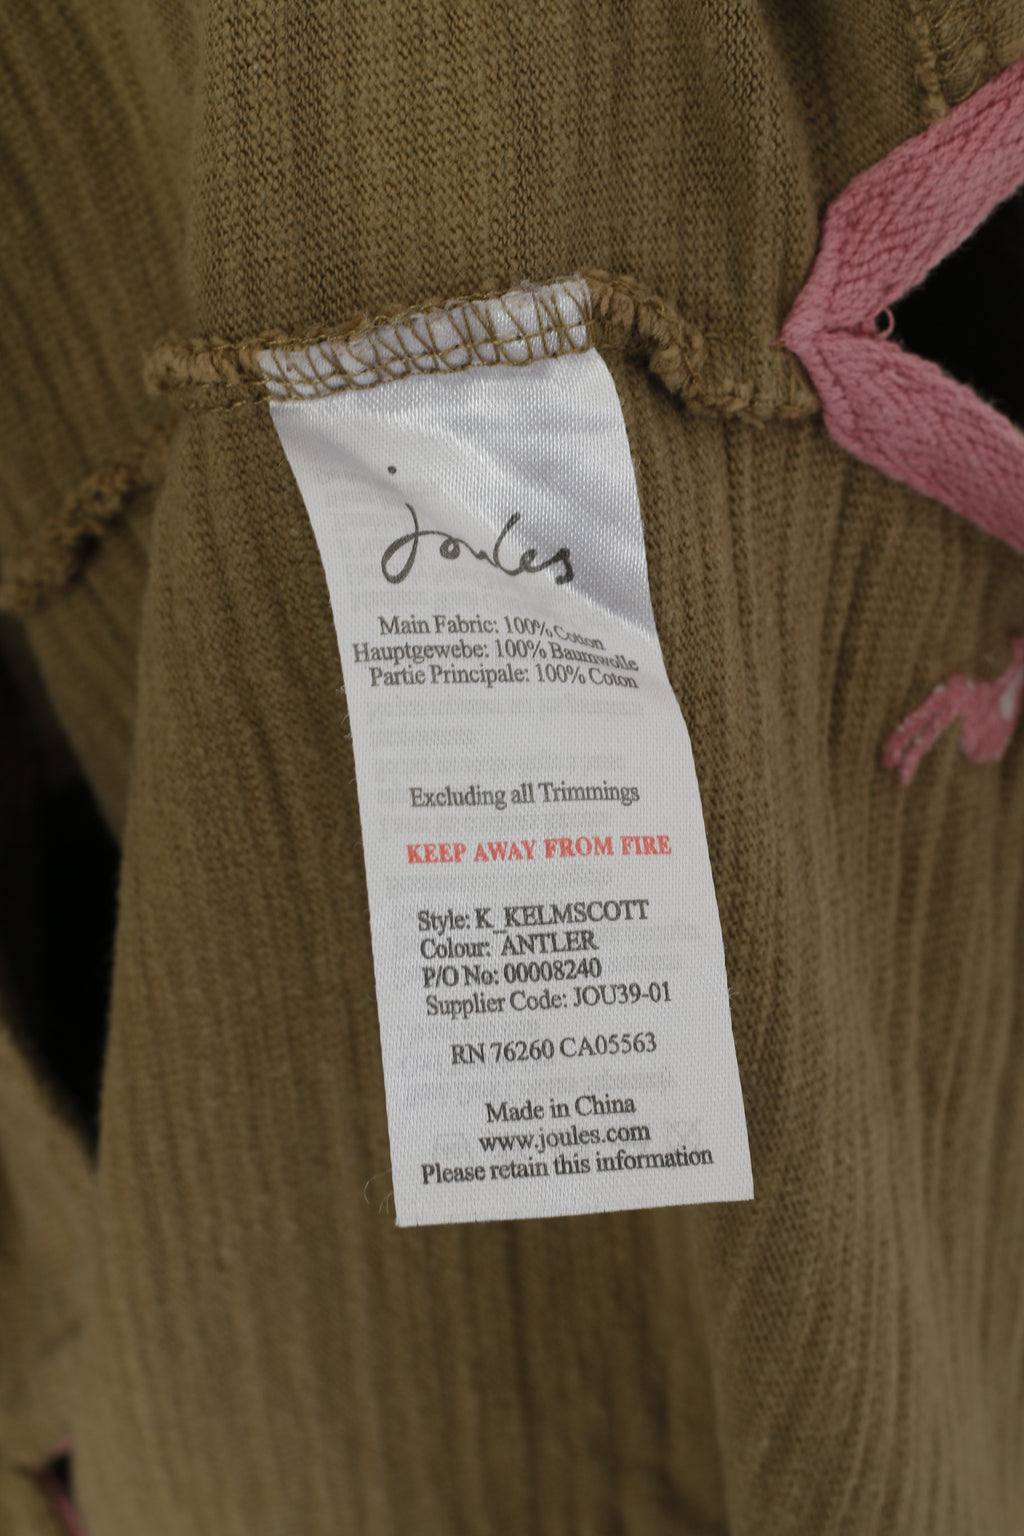 joules
Main Fabric: 100% Cotton
Hauptgewebe: 100% Baumwolle
Partie Principale: 100% Coton
Excluding all Trimmings
KEEP AWAY FROM FIRE
Style: K_KELMSCOTT
Colour: ANTLER
P/O No: 00008240
Supplier Code: JOU39-01
RN 76260 CA05563
Made in China
www.joules.com
Please retain this information